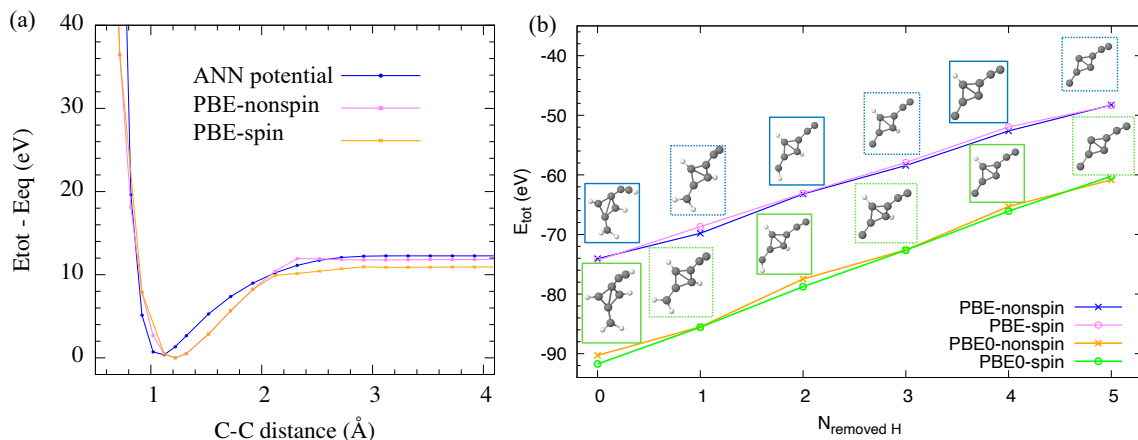 (a)
40
30
20
10
0
Etot - Eeq (eV)
ANN potential
PBE-nonspin
PBE-spin
1
2
3
4
C-C distance (Å)
(b)
-40
-50
-60
-70
-80
-90
E_tot (eV)
PBE-nonspin
PBE-spin
PBE0-nonspin
PBE0-spin
0
1
2
3
4
5
N_removed H